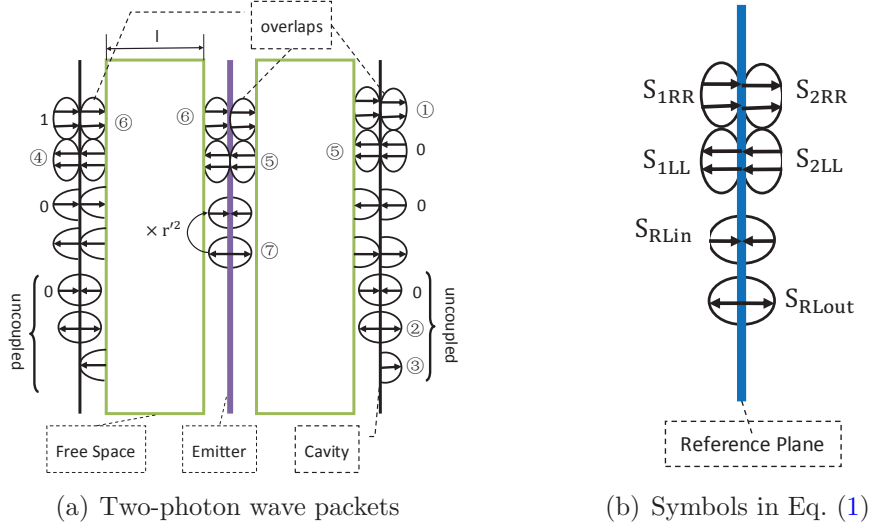 l
overlaps
1
⑥
⑥
①
④
⑤
⑤
0
0
0
× r′²
⑦
0
0
uncoupled
②
uncoupled
③
Free Space
Emitter
Cavity
(a) Two-photon wave packets
S1RR
S2RR
S1LL
S2LL
SRLin
SRLout
Reference Plane
(b) Symbols in Eq. (1)